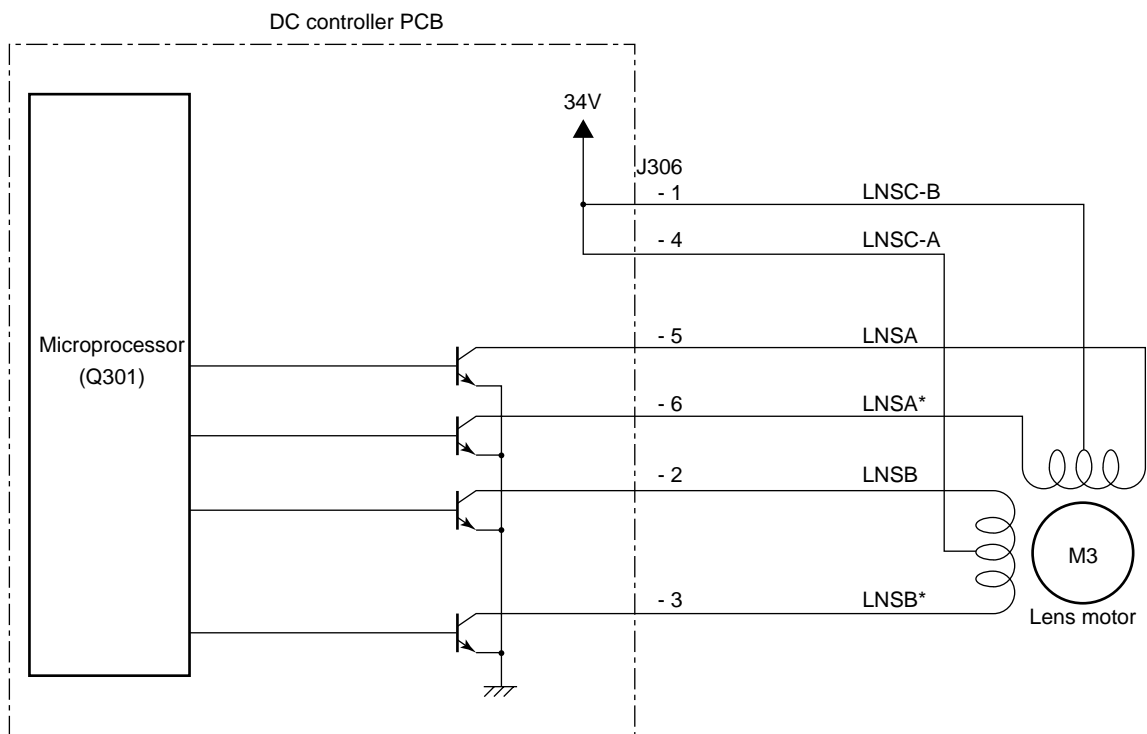 DC controller PCB
34V
J306
- 1 LNSC-B
- 4 LNSC-A
- 5 LNSA
Microprocessor
(Q301)
- 6 LNSA*
- 2 LNSB
M3
- 3 LNSB*
Lens motor